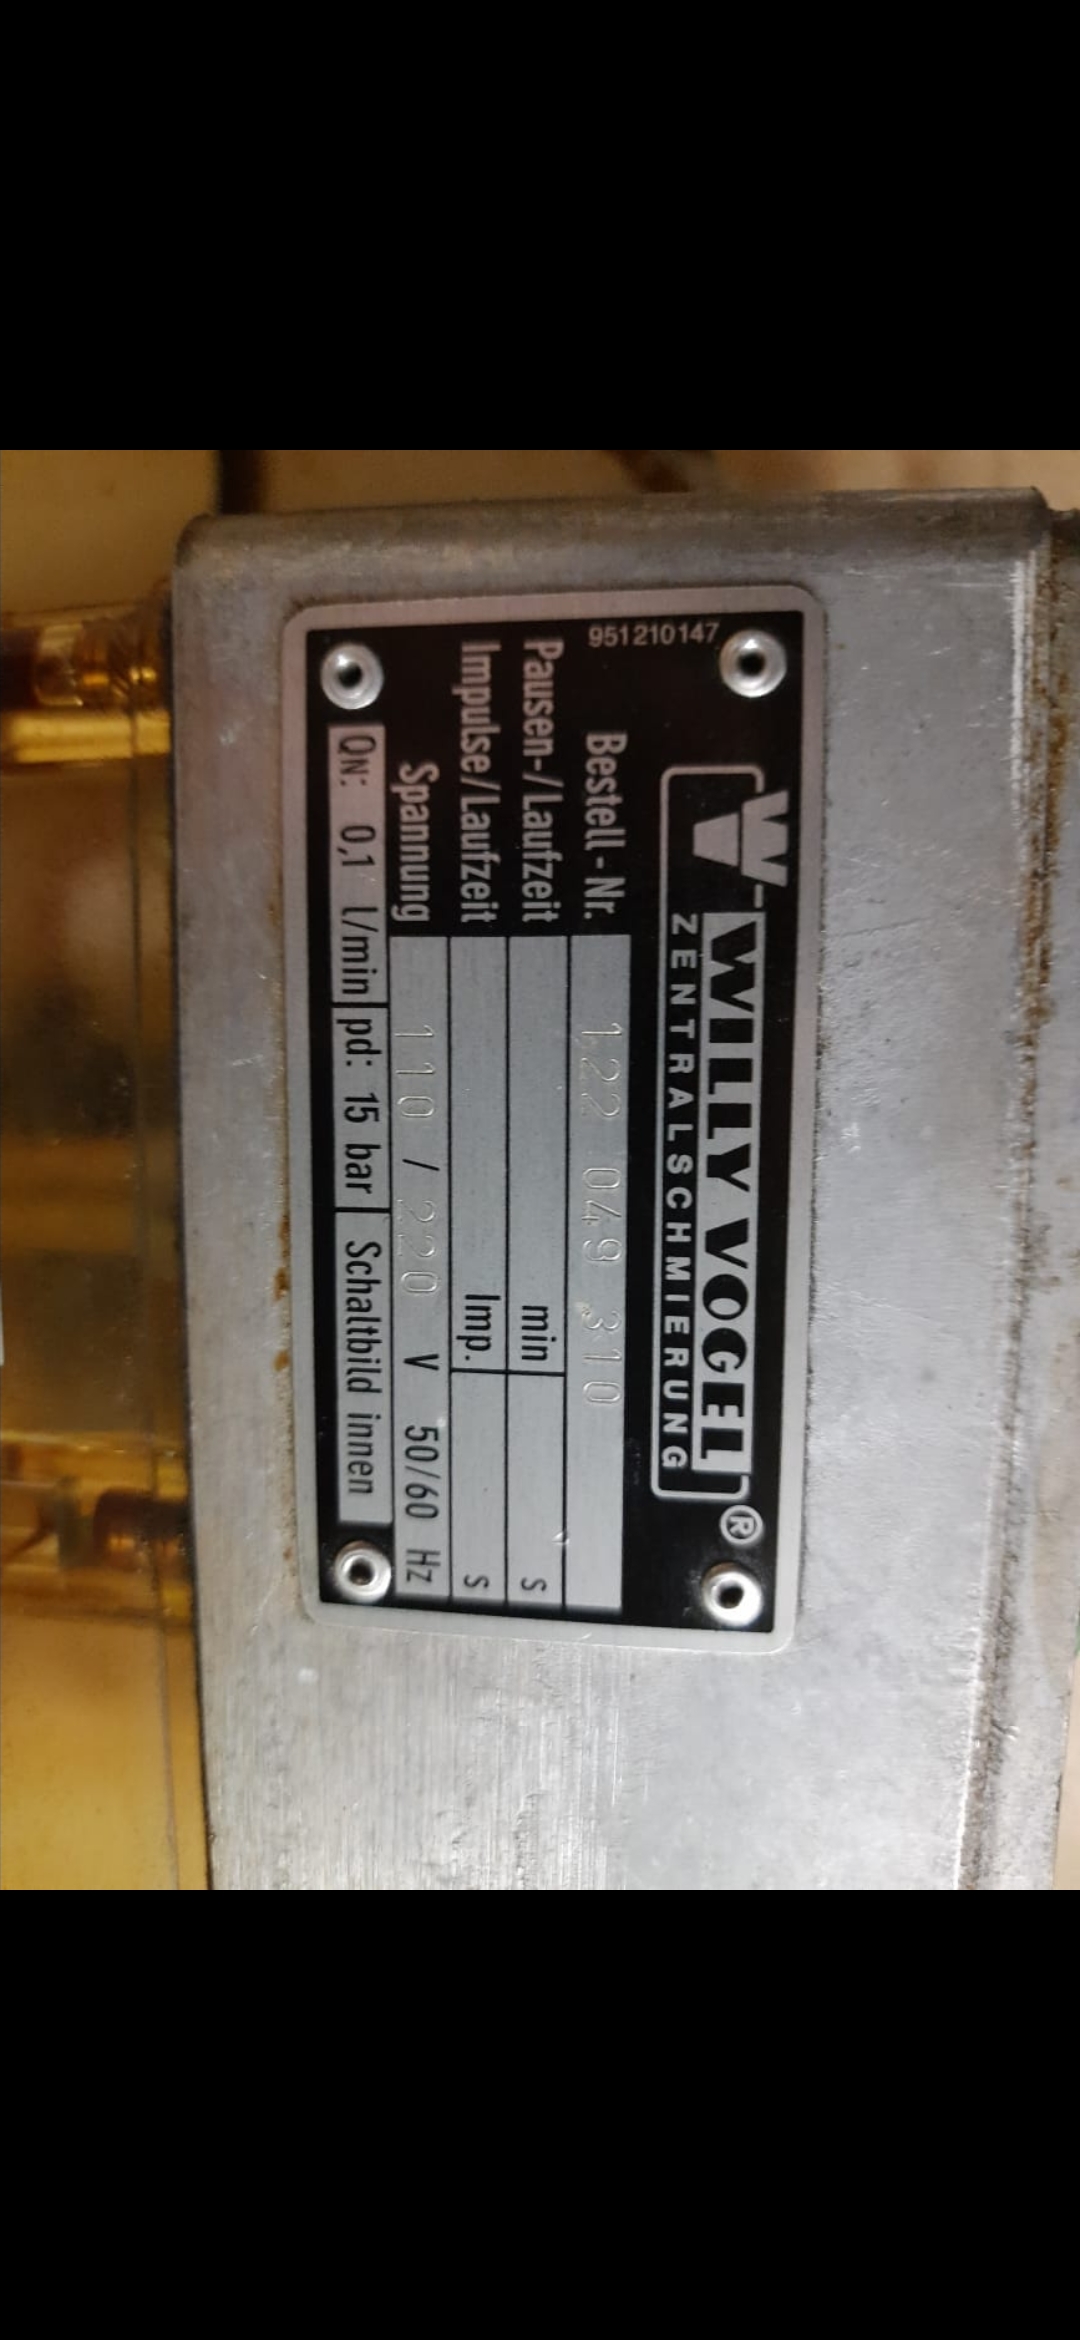 WILLY VOGEL ®
ZENTRALSCHMIERUNG
951210147
Bestell-Nr. 122 049 310
Pausen-/Laufzeit min s
Impulse/Laufzeit Imp. s
Spannung 110 / 220 V 50/60 Hz
QN: 0,1 l/min pd: 15 bar Schaltbild innen